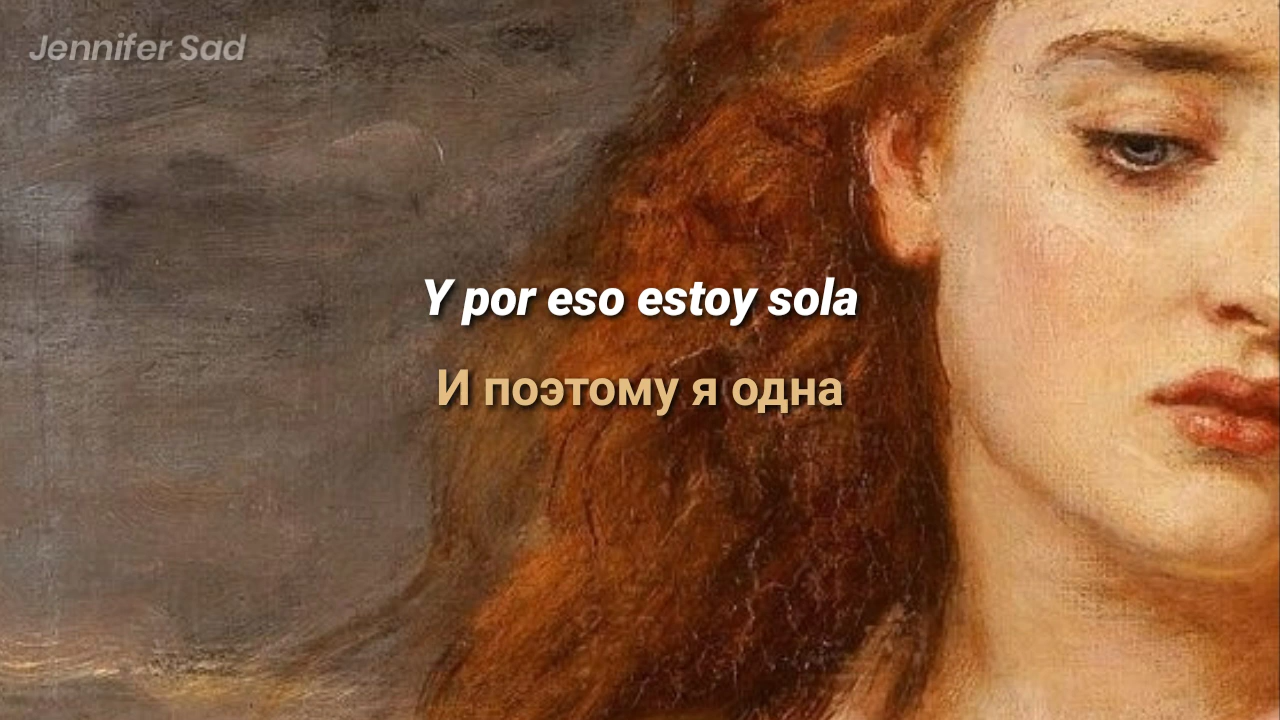 Jennifer Sad
Y por eso estoy sola
И поэтому я одна